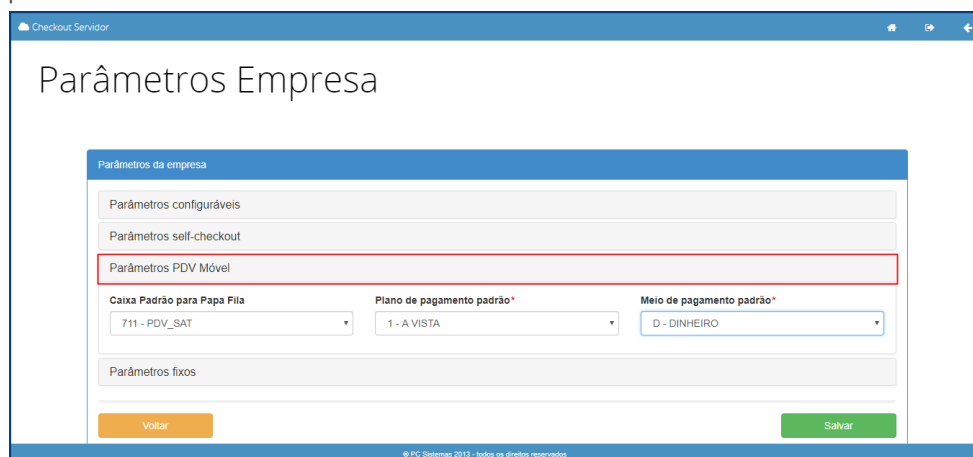 Checkout Servidor
Parâmetros Empresa
Parâmetros da empresa
Parâmetros configuráveis
Parâmetros self-checkout
Parâmetros PDV Móvel
Caixa Padrão para Papa Fila Plano de pagamento padrão* Meio de pagamento padrão*
711 - PDV_SAT 1 - A VISTA D - DINHEIRO
Parâmetros fixos
Voltar Salvar
© PC Sistemas 2013 - todos os direitos reservados